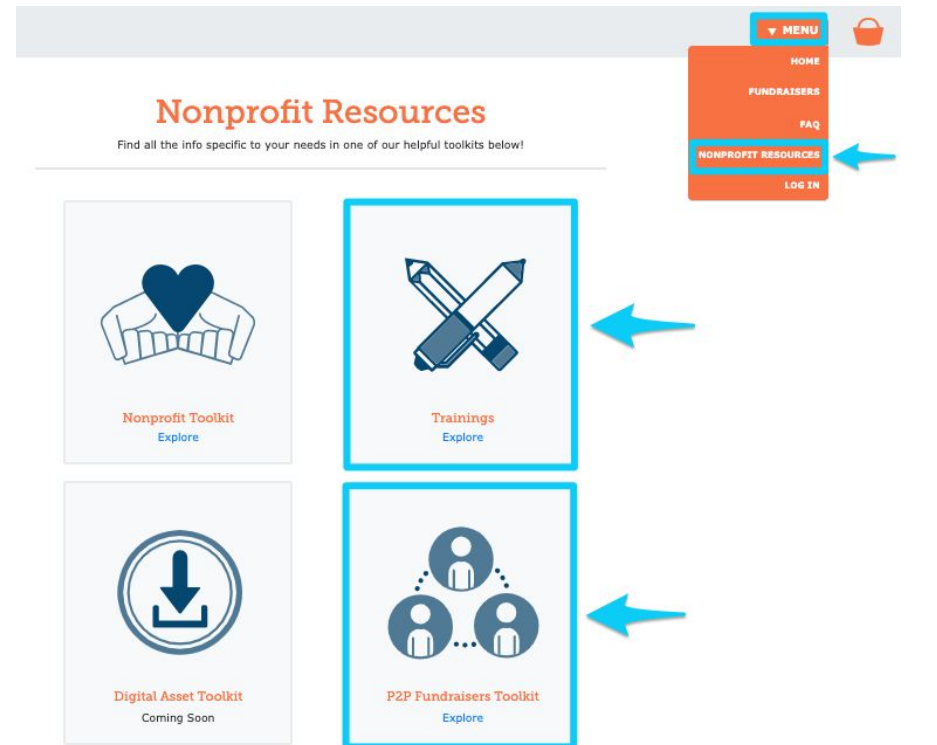 ▼ MENU
HOME
FUNDRAISERS
FAQ
NONPROFIT RESOURCES
LOG IN
Nonprofit Resources
Find all the info specific to your needs in one of our helpful toolkits below!
Nonprofit Toolkit
Explore
Trainings
Explore
Digital Asset Toolkit
Coming Soon
P2P Fundraisers Toolkit
Explore